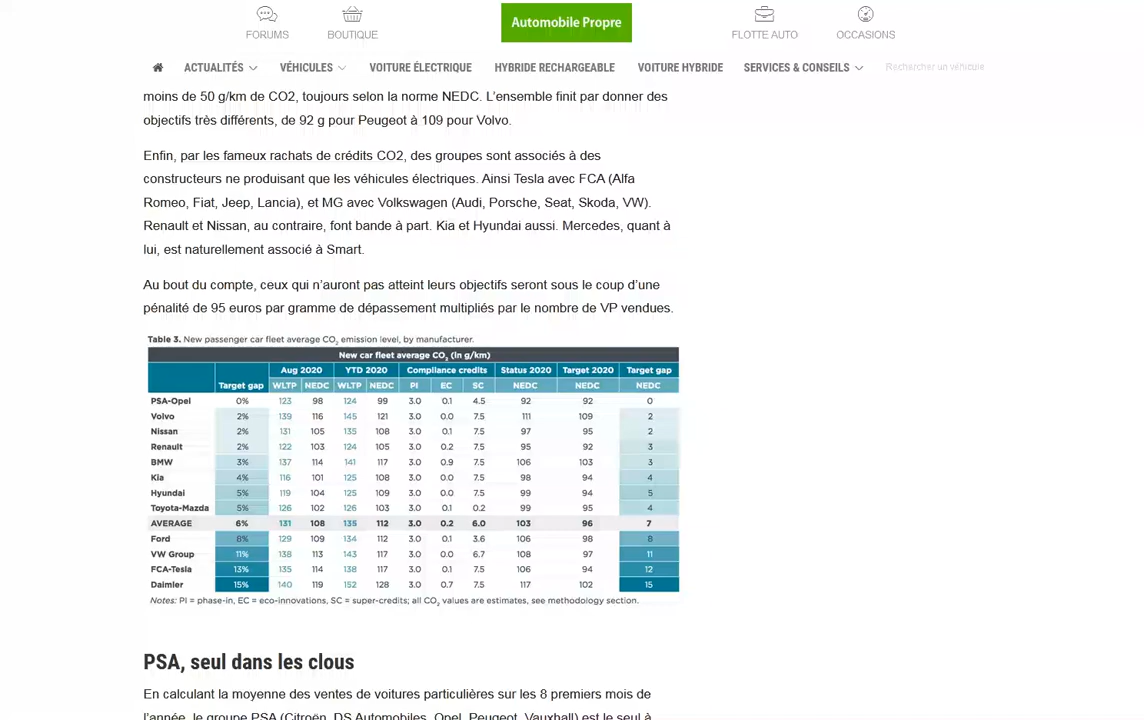 FORUMS BOUTIQUE Automobile Propre FLOTTE AUTO OCCASIONS
ACTUALITÉS VÉHICULES VOITURE ÉLECTRIQUE HYBRIDE RECHARGEABLE VOITURE HYBRIDE SERVICES & CONSEILS Rechercher un véhicule
moins de 50 g/km de CO2, toujours selon la norme NEDC. L’ensemble finit par donner des
objectifs très différents, de 92 g pour Peugeot à 109 pour Volvo.
Enfin, par les fameux rachats de crédits CO2, des groupes sont associés à des
constructeurs ne produisant que les véhicules électriques. Ainsi Tesla avec FCA (Alfa
Romeo, Fiat, Jeep, Lancia), et MG avec Volkswagen (Audi, Porsche, Seat, Skoda, VW).
Renault et Nissan, au contraire, font bande à part. Kia et Hyundai aussi. Mercedes, quant à
lui, est naturellement associé à Smart.
Au bout du compte, ceux qui n’auront pas atteint leurs objectifs seront sous le coup d’une
pénalité de 95 euros par gramme de dépassement multipliés par le nombre de VP vendues.
Table 3. New passenger car fleet average CO2 emission level, by manufacturer.
New car fleet average CO2 (in g/km)
Aug 2020 YTD 2020 Compliance credits Status 2020 Target 2020 Target gap
Target gap WLTP NEDC WLTP NEDC PI EC SC NEDC NEDC NEDC
PSA-Opel 0% 123 98 124 99 3.0 0.1 4.5 92 92 0
Volvo 2% 139 116 145 121 3.0 0.0 7.5 111 109 2
Nissan 2% 131 105 135 108 3.0 0.1 7.5 97 95 2
Renault 2% 122 103 124 105 3.0 0.2 7.5 95 92 3
BMW 3% 137 114 141 117 3.0 0.9 7.5 106 103 3
Kia 4% 116 101 125 108 3.0 0.0 7.5 98 94 4
Hyundai 5% 119 104 125 109 3.0 0.0 7.5 99 94 5
Toyota-Mazda 5% 126 102 126 103 3.0 0.1 0.2 99 95 4
AVERAGE 6% 131 108 135 112 3.0 0.2 6.0 103 96 7
Ford 8% 129 109 134 112 3.0 0.1 3.6 106 98 8
VW Group 11% 138 113 143 117 3.0 0.0 6.7 108 97 11
FCA-Tesla 13% 135 114 138 117 3.0 0.1 7.5 106 94 12
Daimler 15% 140 119 152 128 3.0 0.7 7.5 117 102 15
Notes: PI = phase-in, EC = eco-innovations, SC = super-credits; all CO2 values are estimates, see methodology section.
PSA, seul dans les clous
En calculant la moyenne des ventes de voitures particulières sur les 8 premiers mois de
l’année, le groupe PSA (Citroën, DS Automobiles, Opel, Peugeot, Vauxhall) est le seul à